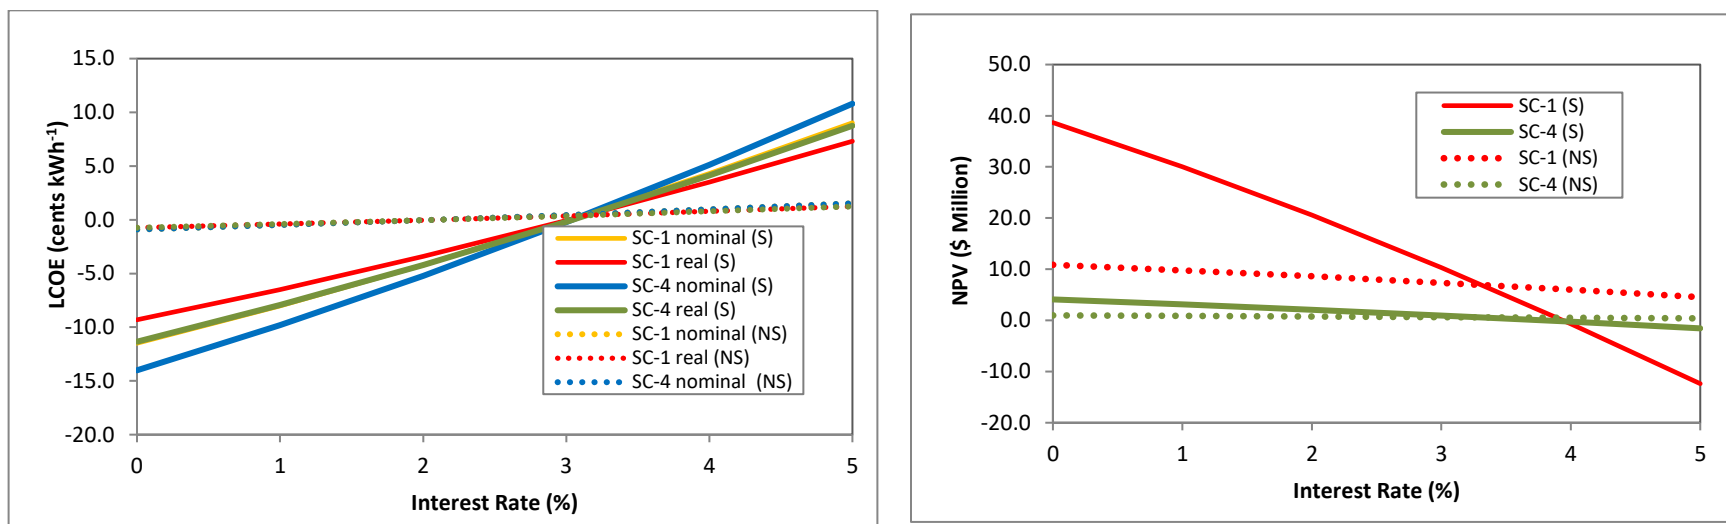 15.0
10.0
5.0
0.0
-5.0
-10.0
-15.0
-20.0
LCOE (cents kWh⁻¹)
SC-1 nominal (S)
SC-1 real (S)
SC-4 nominal (S)
SC-4 real (S)
SC-1 nominal (NS)
SC-1 real (NS)
SC-4 nominal (NS)
0 1 2 3 4 5
Interest Rate (%)
50.0
40.0
30.0
20.0
10.0
0.0
-10.0
-20.0
NPV ($ Million)
SC-1 (S)
SC-4 (S)
SC-1 (NS)
SC-4 (NS)
0 1 2 3 4 5
Interest Rate (%)